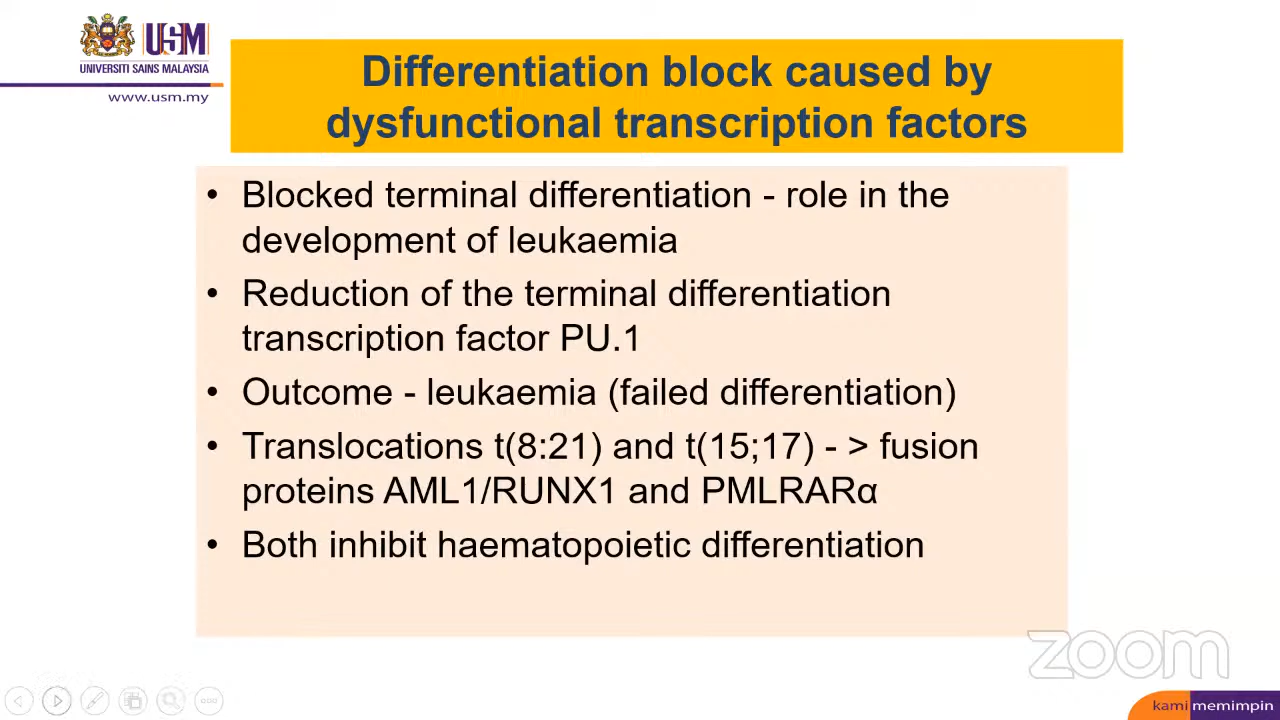 USM
UNIVERSITI SAINS MALAYSIA
www.usm.my
Differentiation block caused by
dysfunctional transcription factors
• Blocked terminal differentiation - role in the
development of leukaemia
• Reduction of the terminal differentiation
transcription factor PU.1
• Outcome - leukaemia (failed differentiation)
• Translocations t(8:21) and t(15;17) - > fusion
proteins AML1/RUNX1 and PMLRARα
• Both inhibit haematopoietic differentiation
zoom
kami memimpin